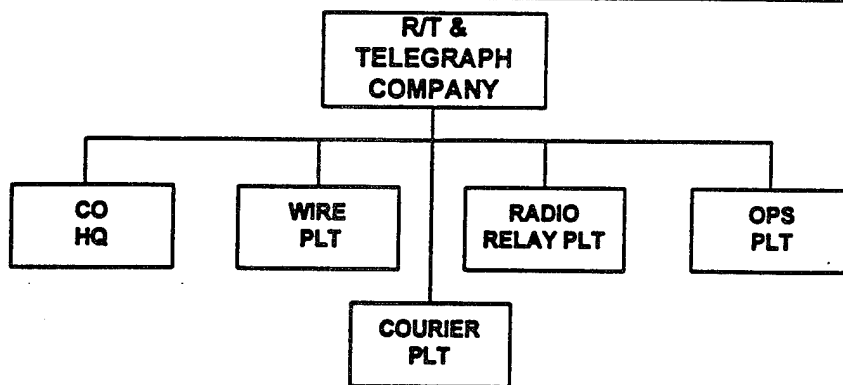 R/T &
TELEGRAPH
COMPANY
CO
HQ
WIRE
PLT
RADIO
RELAY PLT
OPS
PLT
COURIER
PLT